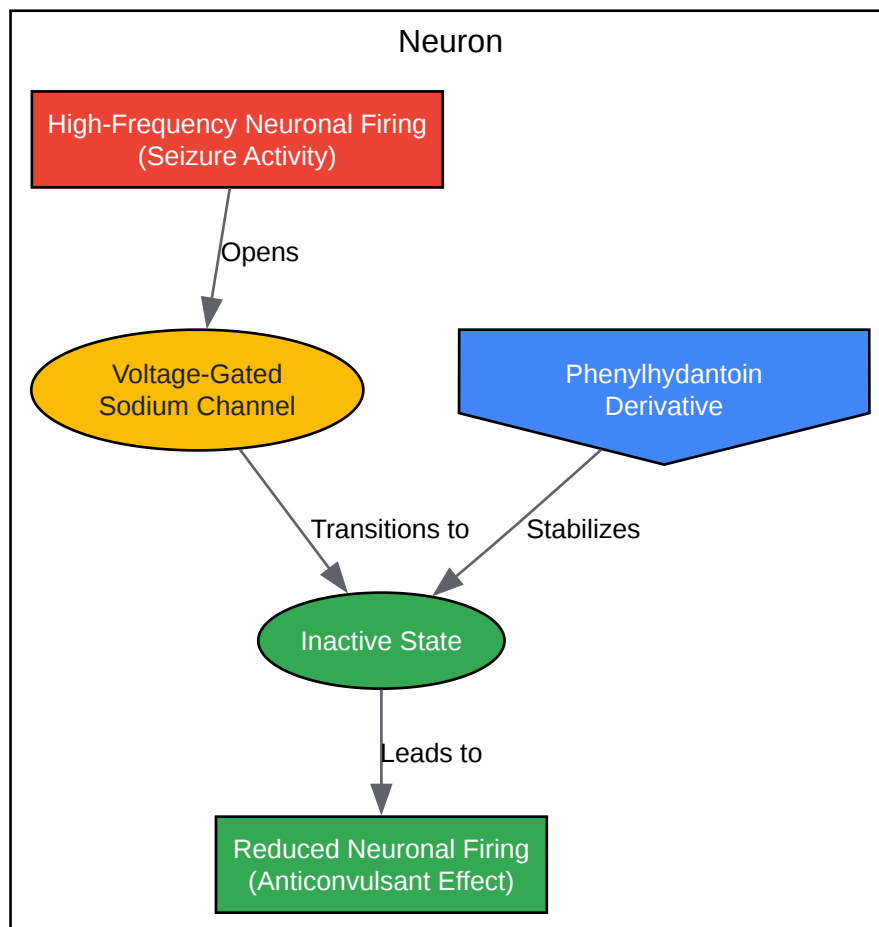 Neuron
High-Frequency Neuronal Firing
(Seizure Activity)
Opens
Voltage-Gated
Sodium Channel
Phenylhydantoin
Derivative
Transitions to
Stabilizes
Inactive State
Leads to
Reduced Neuronal Firing
(Anticonvulsant Effect)